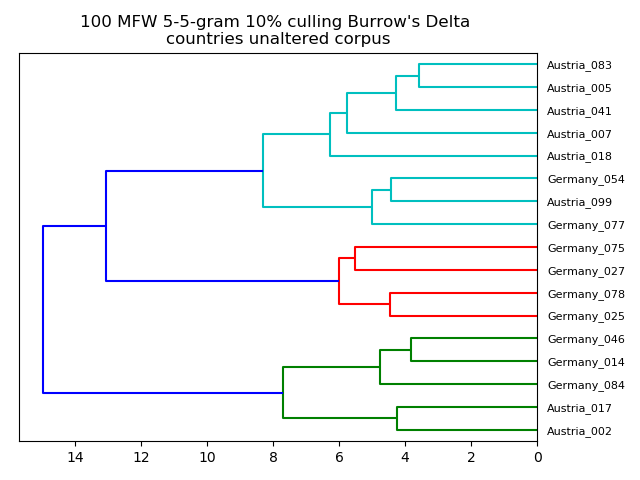 100 MFW 5-5-gram 10% culling Burrow's Delta
countries unaltered corpus
Austria_083
Austria_005
Austria_041
Austria_007
Austria_018
Germany_054
Austria_099
Germany_077
Germany_075
Germany_027
Germany_078
Germany_025
Germany_046
Germany_014
Germany_084
Austria_017
Austria_002
14 12 10 8 6 4 2 0